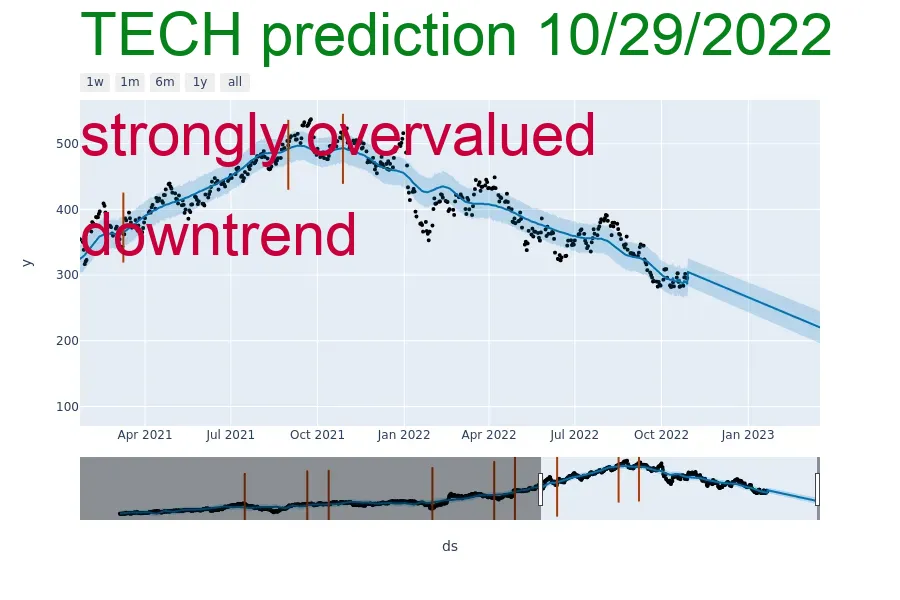 TECH prediction 10/29/2022
1w 1m 6m 1y all
strongly overvalued
downtrend
500
400
300
200
100
y
Apr 2021 Jul 2021 Oct 2021 Jan 2022 Apr 2022 Jul 2022 Oct 2022 Jan 2023
ds